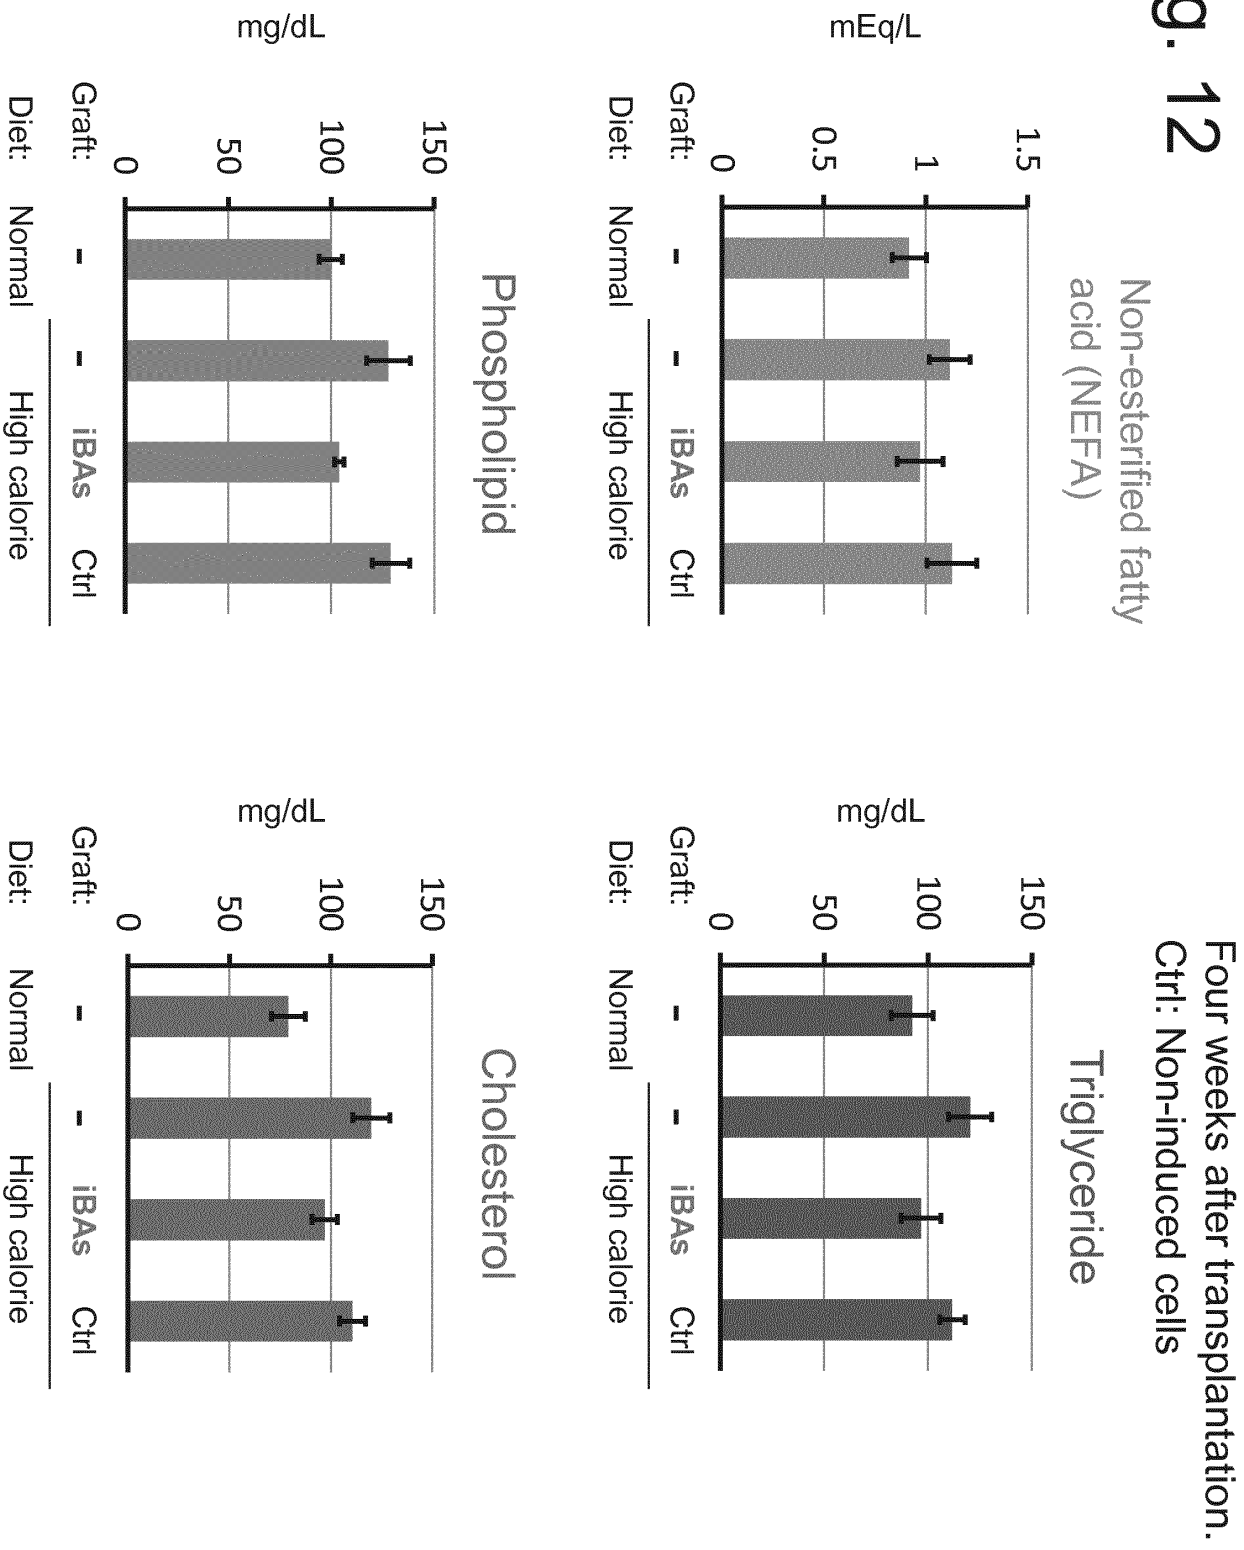 g. 12
Four weeks after transplantation.
Ctrl: Non-induced cells
Non-esterified fatty
acid (NEFA)
mEq/L
1.5
1
0.5
0
Graft: - - iBAs Ctrl
Diet: Normal High calorie
Triglyceride
mg/dL
150
100
50
0
Graft: - - iBAs Ctrl
Diet: Normal High calorie
Phospholipid
mg/dL
150
100
50
0
Graft: - - iBAs Ctrl
Diet: Normal High calorie
Cholesterol
mg/dL
150
100
50
0
Graft: - - iBAs Ctrl
Diet: Normal High calorie